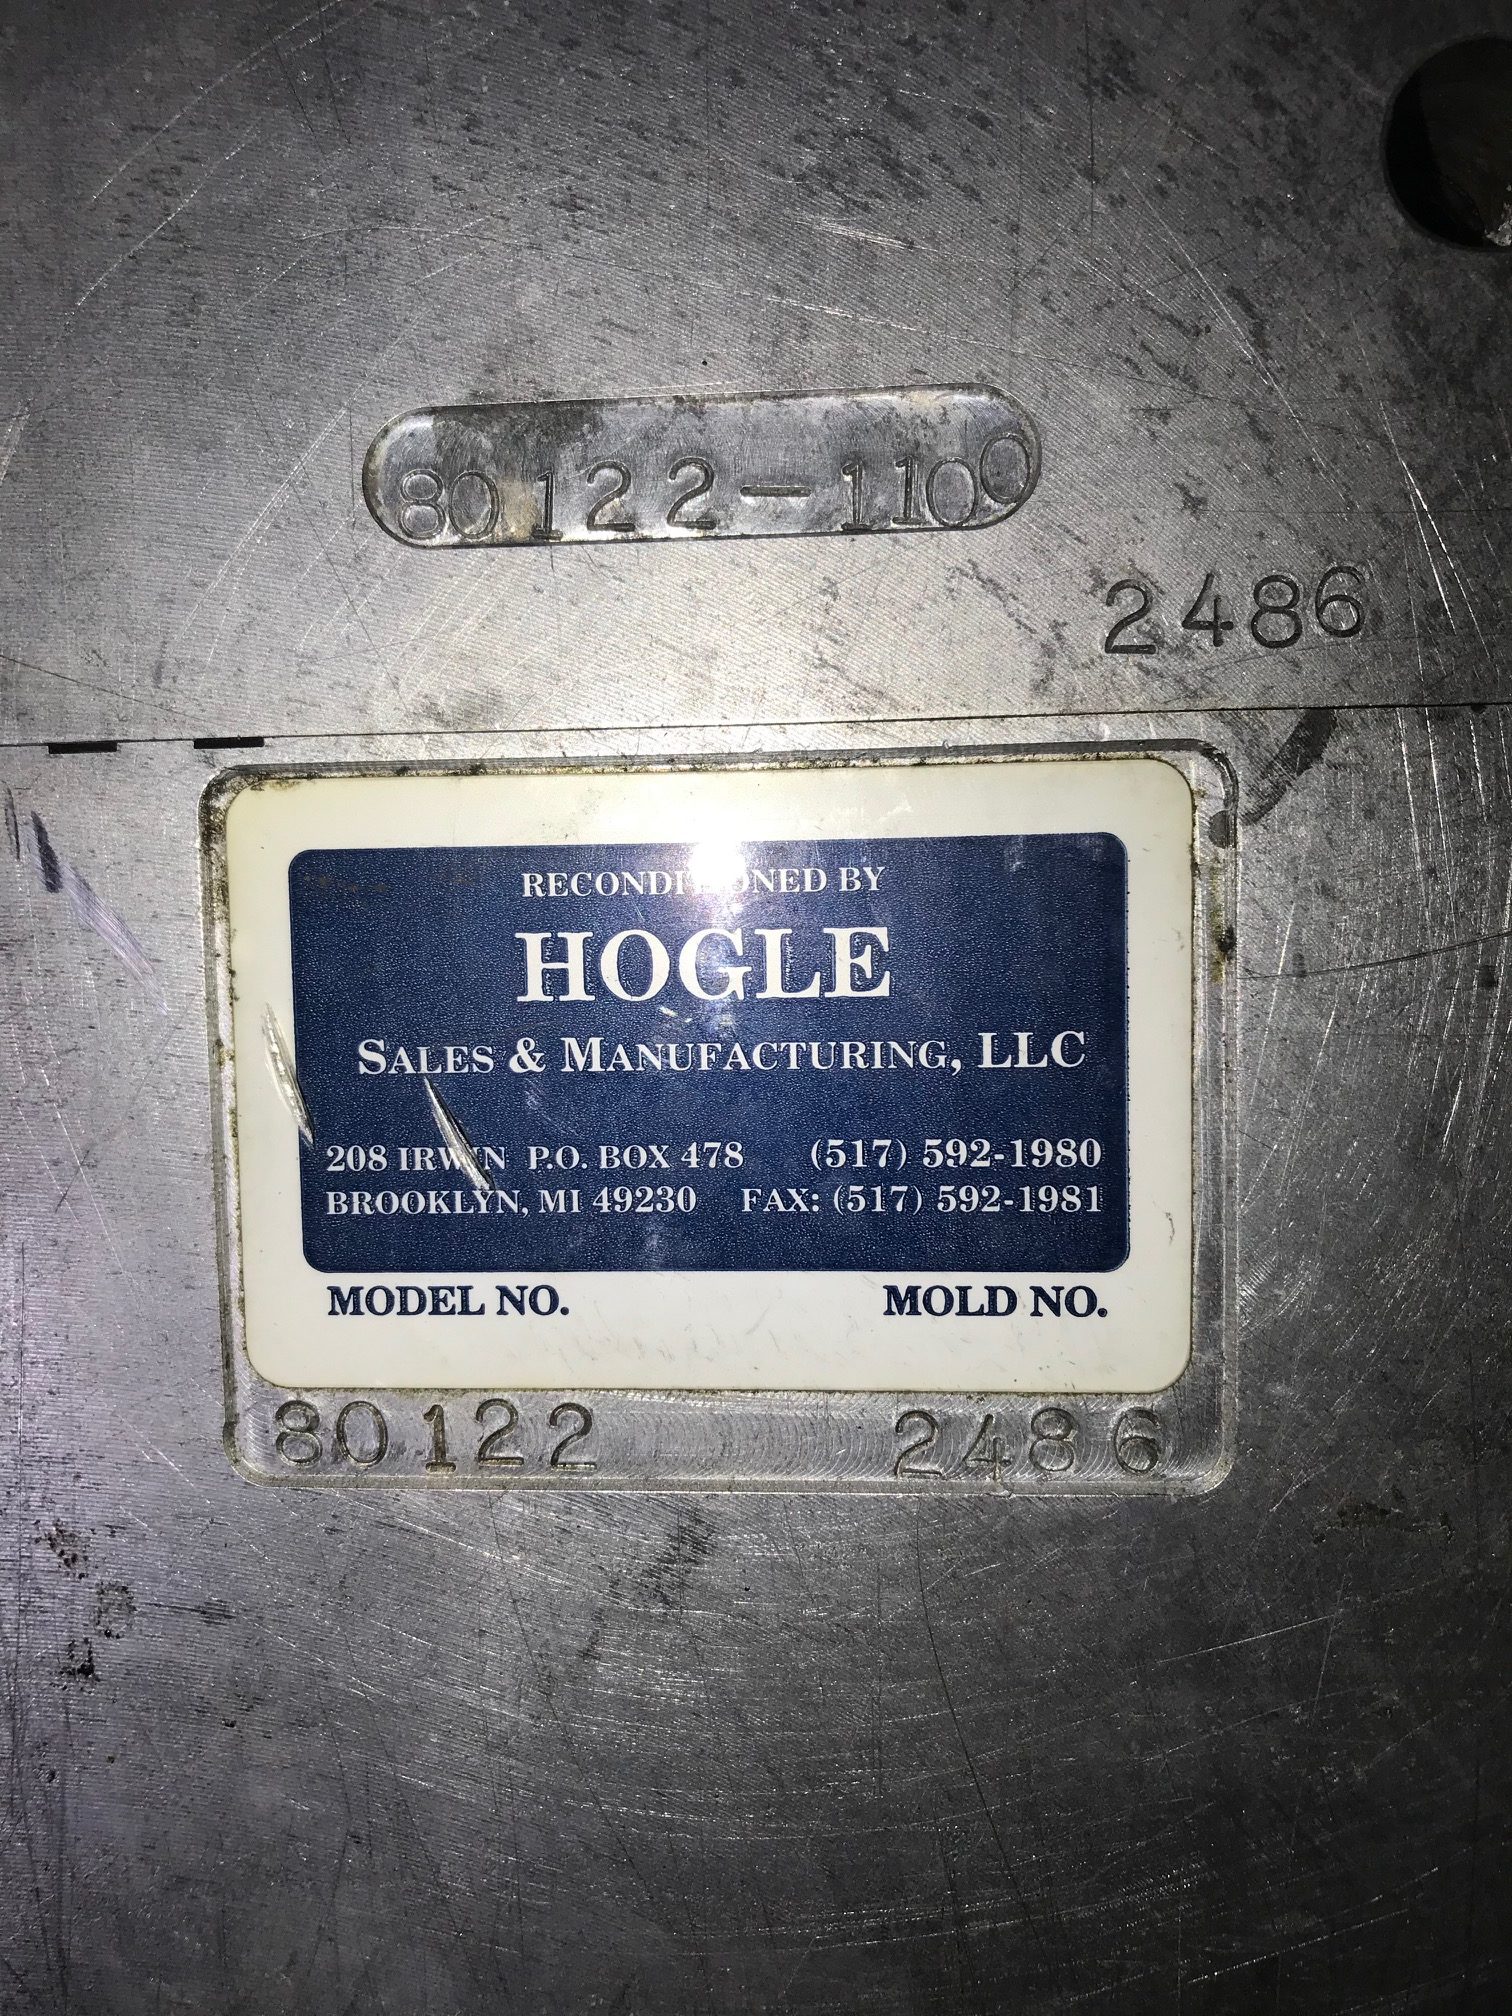 80122-1100
2486
RECONDITIONED BY
HOGLE
SALES & MANUFACTURING, LLC
208 IRWIN P.O. BOX 478 (517) 592-1980
BROOKLYN, MI 49230 FAX: (517) 592-1981
MODEL NO. MOLD NO.
80122 2486